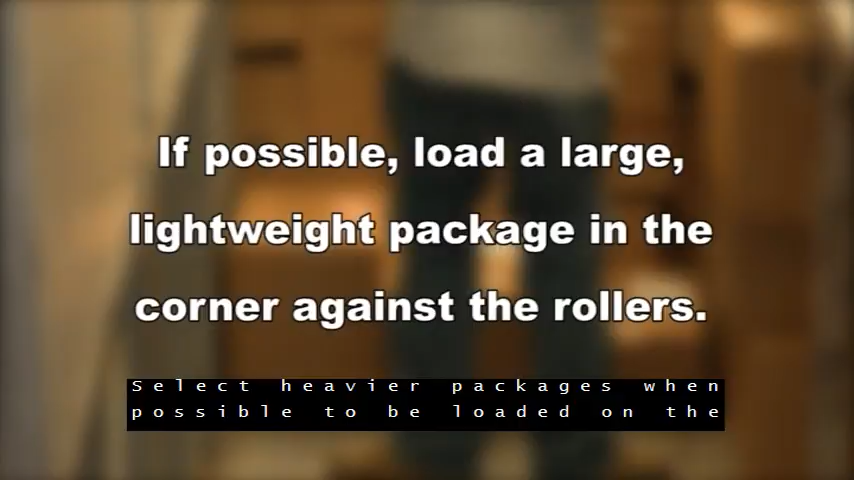 If possible, load a large,
lightweight package in the
corner against the rollers.
Select heavier packages when
possible to be loaded on the